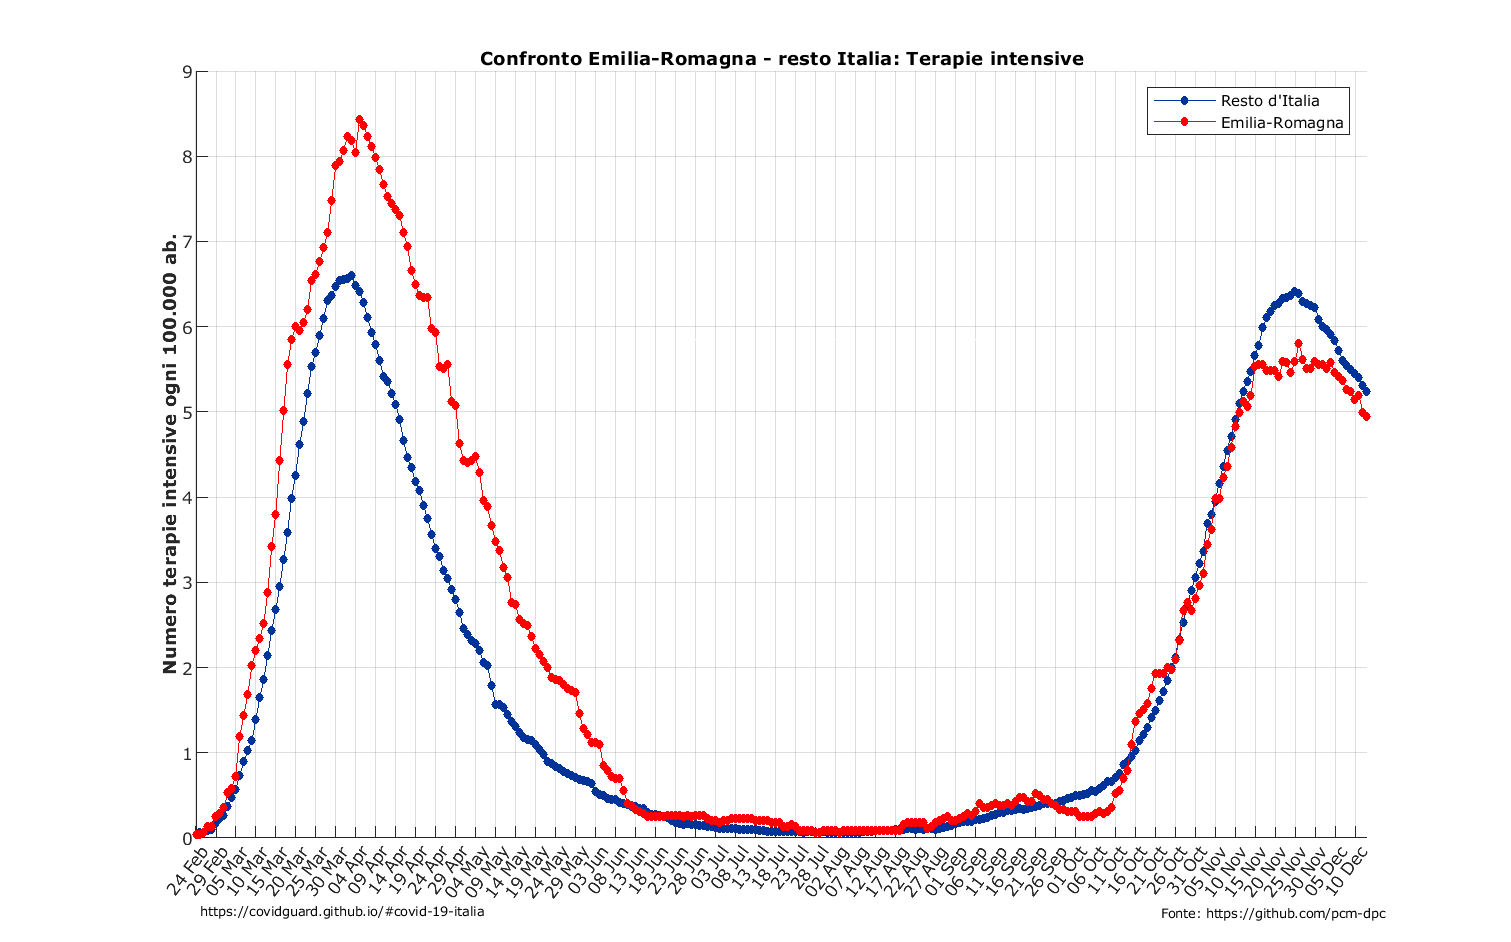 Confronto Emilia-Romagna - resto Italia: Terapie intensive
Resto d'Italia
Emilia-Romagna
Numero terapie intensive ogni 100.000 ab.
9
8
7
6
5
4
3
2
1
0
24 Feb
29 Feb
05 Mar
10 Mar
15 Mar
20 Mar
25 Mar
30 Mar
04 Apr
09 Apr
14 Apr
19 Apr
24 Apr
29 Apr
04 May
09 May
14 May
19 May
24 May
29 May
03 Jun
08 Jun
13 Jun
18 Jun
23 Jun
28 Jun
03 Jul
08 Jul
13 Jul
18 Jul
23 Jul
28 Jul
02 Aug
07 Aug
12 Aug
17 Aug
22 Aug
27 Aug
01 Sep
06 Sep
11 Sep
16 Sep
21 Sep
26 Sep
01 Oct
06 Oct
11 Oct
16 Oct
21 Oct
26 Oct
31 Oct
05 Nov
10 Nov
15 Nov
20 Nov
25 Nov
30 Nov
05 Dec
10 Dec
https://covidguard.github.io/#covid-19-italia
Fonte: https://github.com/pcm-dpc